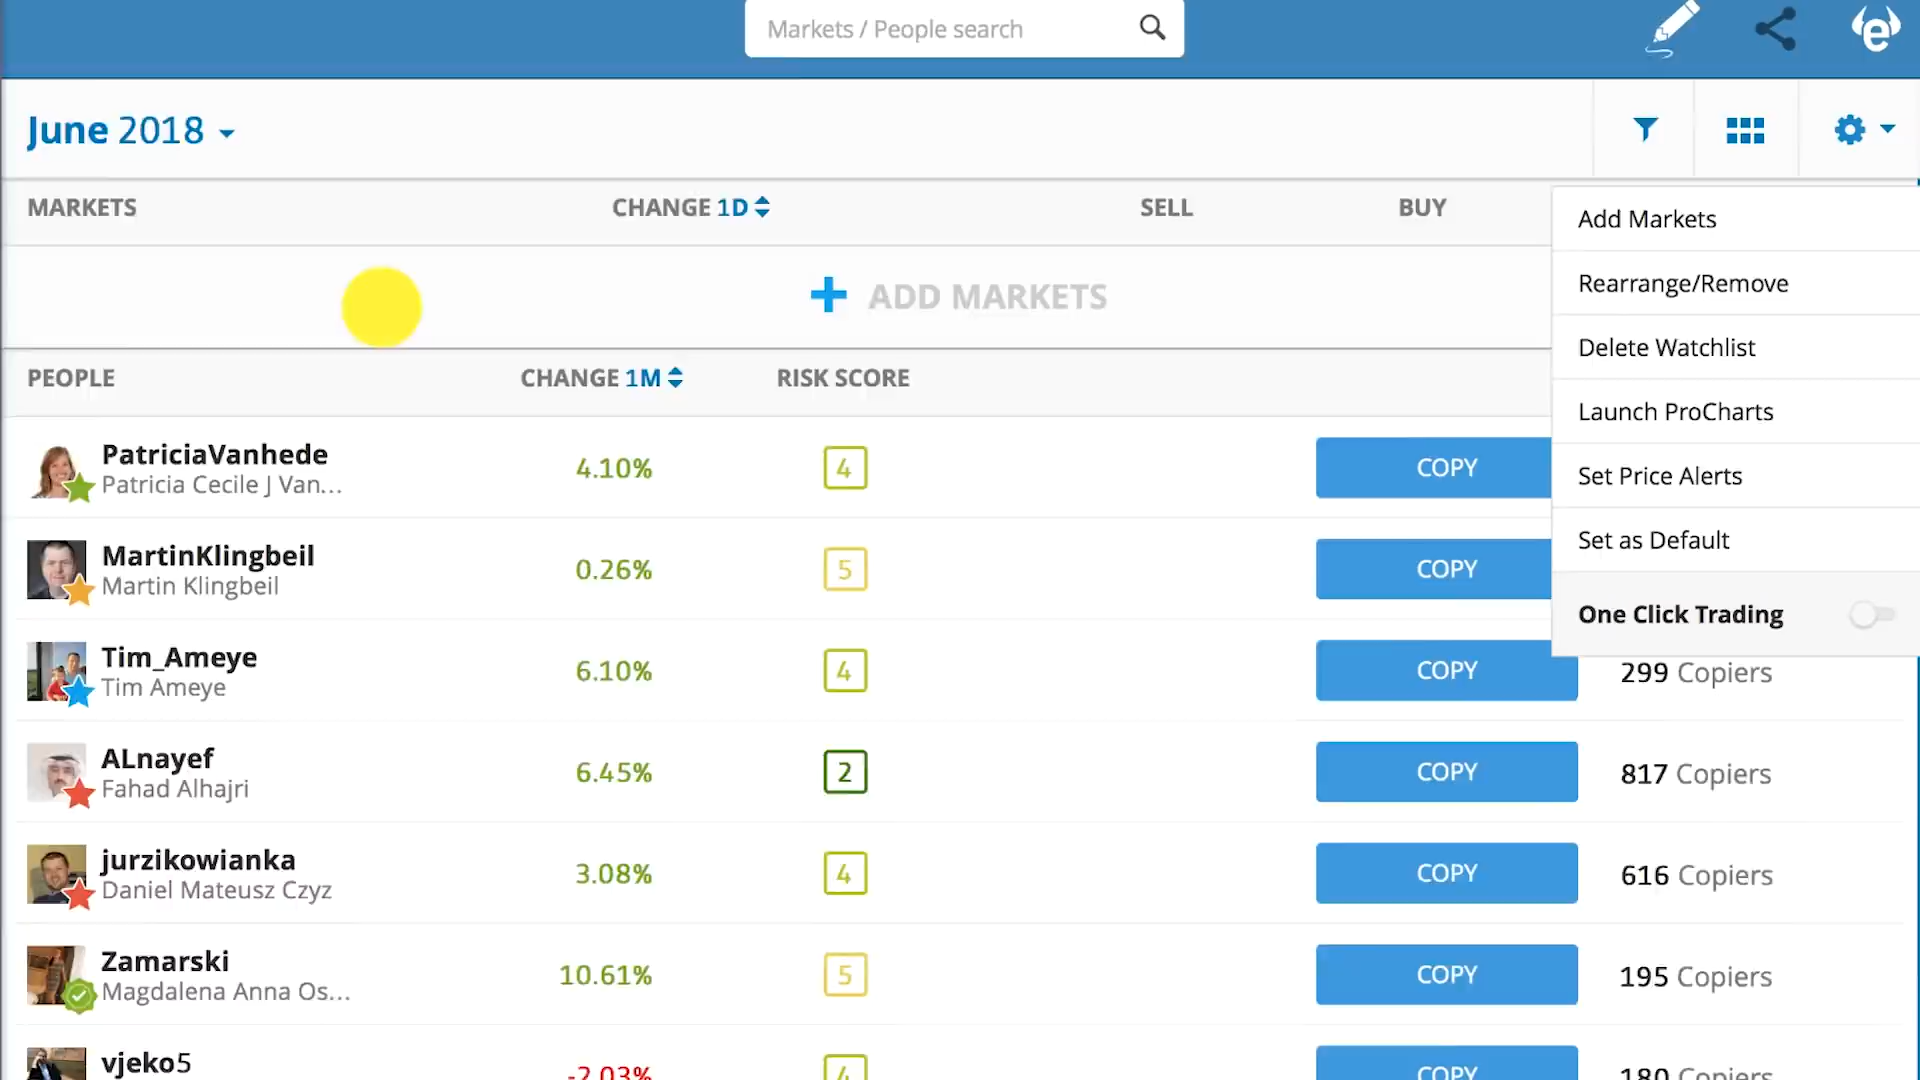 Markets / People search
e
June 2018
MARKETS CHANGE 1D SELL BUY
Add Markets
ADD MARKETS
Rearrange/Remove
Delete Watchlist
PEOPLE CHANGE 1M RISK SCORE
Launch ProCharts
PatriciaVanhede
Patricia Cecile J Van...
4.10% 4 COPY
Set Price Alerts
Set as Default
MartinKlingbeil
Martin Klingbeil
0.26% 5 COPY
One Click Trading
Tim_Ameye
Tim Ameye
6.10% 4 COPY 299 Copiers
ALnayef
Fahad Alhajri
6.45% 2 COPY 817 Copiers
jurzikowianka
Daniel Mateusz Czyz
3.08% 4 COPY 616 Copiers
Zamarski
Magdalena Anna Os...
10.61% 5 COPY 195 Copiers
vjeko5
-2.03% 4 COPY 180 Copiers